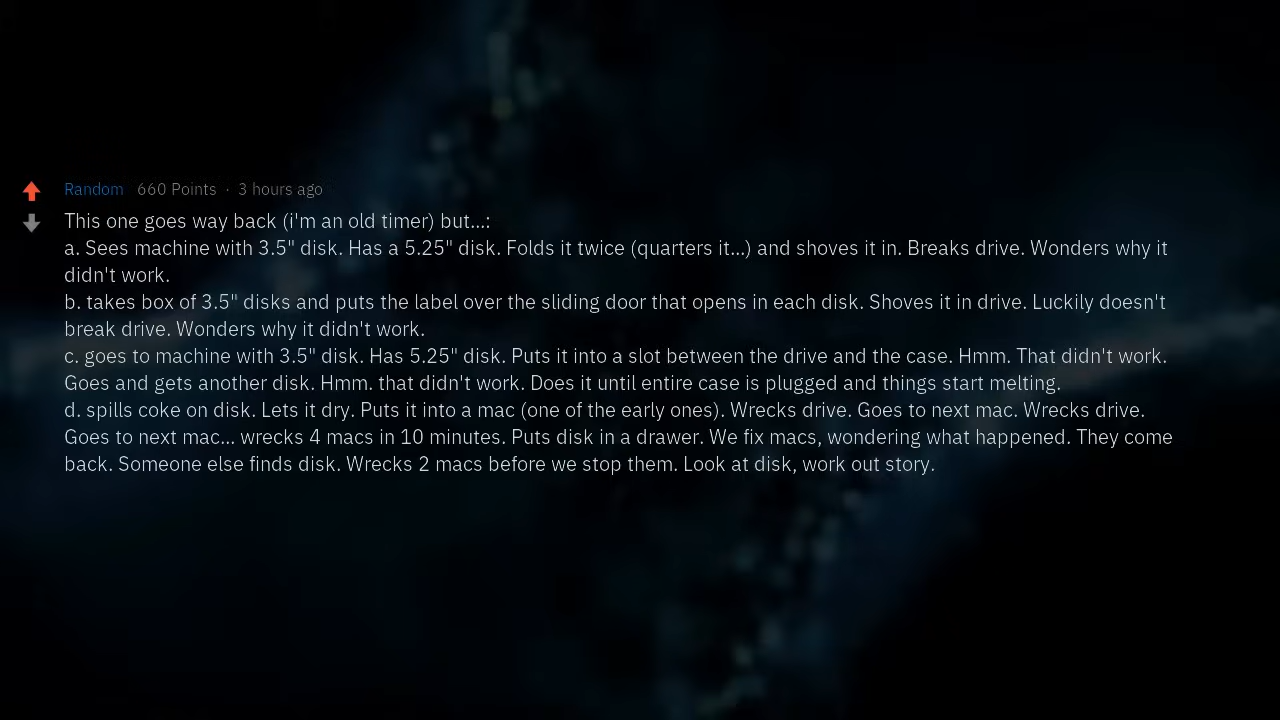 Random 660 Points · 3 hours ago
This one goes way back (i'm an old timer) but...:
a. Sees machine with 3.5" disk. Has a 5.25" disk. Folds it twice (quarters it...) and shoves it in. Breaks drive. Wonders why it
didn't work.
b. takes box of 3.5" disks and puts the label over the sliding door that opens in each disk. Shoves it in drive. Luckily doesn't
break drive. Wonders why it didn't work.
c. goes to machine with 3.5" disk. Has 5.25" disk. Puts it into a slot between the drive and the case. Hmm. That didn't work.
Goes and gets another disk. Hmm. that didn't work. Does it until entire case is plugged and things start melting.
d. spills coke on disk. Lets it dry. Puts it into a mac (one of the early ones). Wrecks drive. Goes to next mac. Wrecks drive.
Goes to next mac... wrecks 4 macs in 10 minutes. Puts disk in a drawer. We fix macs, wondering what happened. They come
back. Someone else finds disk. Wrecks 2 macs before we stop them. Look at disk, work out story.